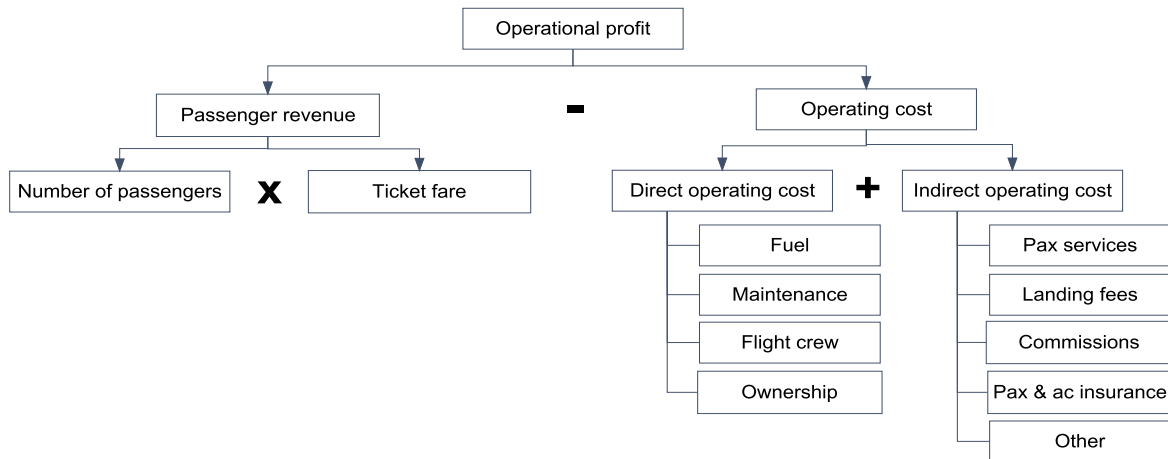 Operational profit
Passenger revenue
-
Operating cost
Number of passengers
x
Ticket fare
Direct operating cost
+
Indirect operating cost
Fuel
Maintenance
Flight crew
Ownership
Pax services
Landing fees
Commissions
Pax & ac insurance
Other